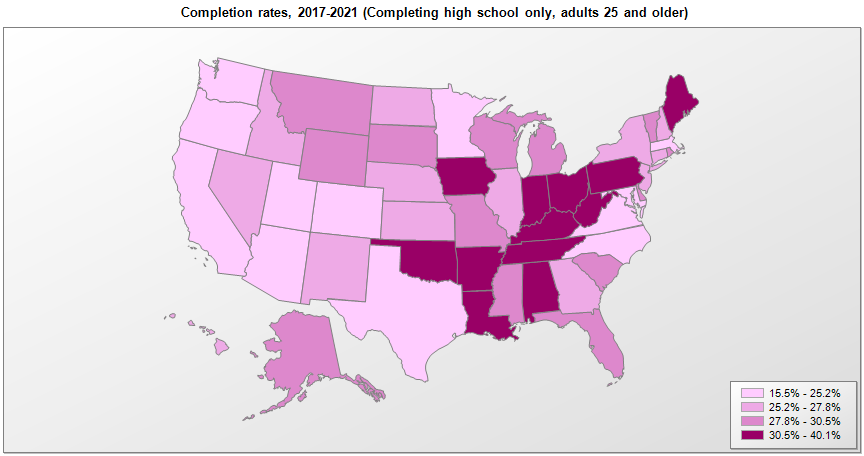 Completion rates, 2017-2021 (Completing high school only, adults 25 and older)
15.5% - 25.2%
25.2% - 27.8%
27.8% - 30.5%
30.5% - 40.1%